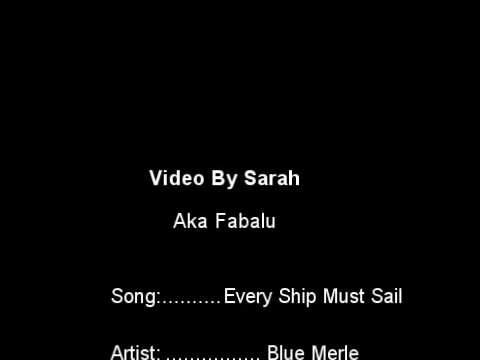 Video By Sarah
Aka Fabalu
Song:..........Every Ship Must Sail
Artist: ................ Blue Merle